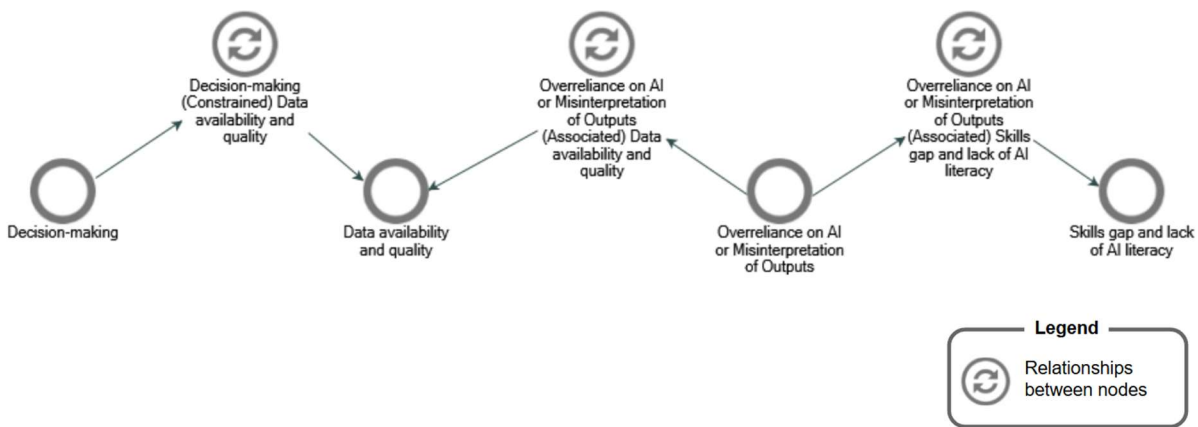 Decision-making
(Constrained) Data
availability and
quality
Overreliance on AI
or Misinterpretation
of Outputs
(Associated) Data
availability and
quality
Overreliance on AI
or Misinterpretation
of Outputs
(Associated) Skills
gap and lack of AI
literacy
Decision-making
Data availability
and quality
Overreliance on AI
or Misinterpretation
of Outputs
Skills gap and lack
of AI literacy
Legend
Relationships
between nodes